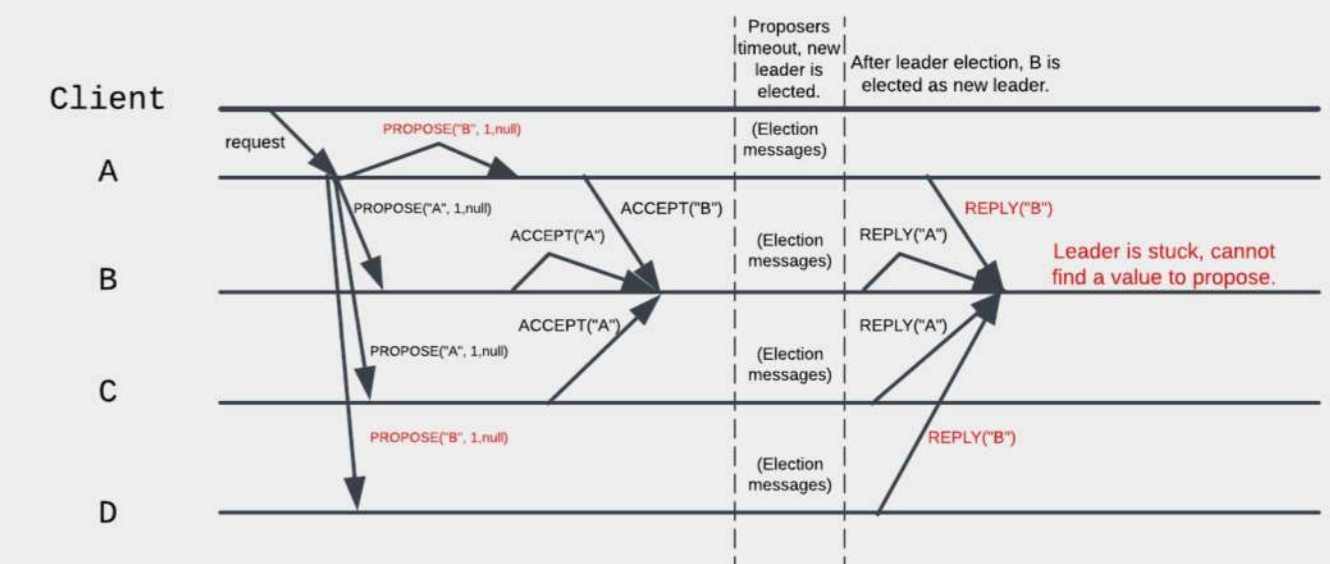 Proposers
timeout, new
leader is
elected.
After leader election, B is
elected as new leader.
Client
request
PROPOSE("B", 1,null)
(Election
messages)
A
PROPOSE("A", 1,null)
ACCEPT("B")
REPLY("B")
ACCEPT("A")
(Election
messages)
REPLY("A")
Leader is stuck, cannot
find a value to propose.
B
ACCEPT("A")
REPLY("A")
PROPOSE("A", 1,null)
(Election
messages)
C
PROPOSE("B", 1,null)
REPLY("B")
(Election
messages)
D